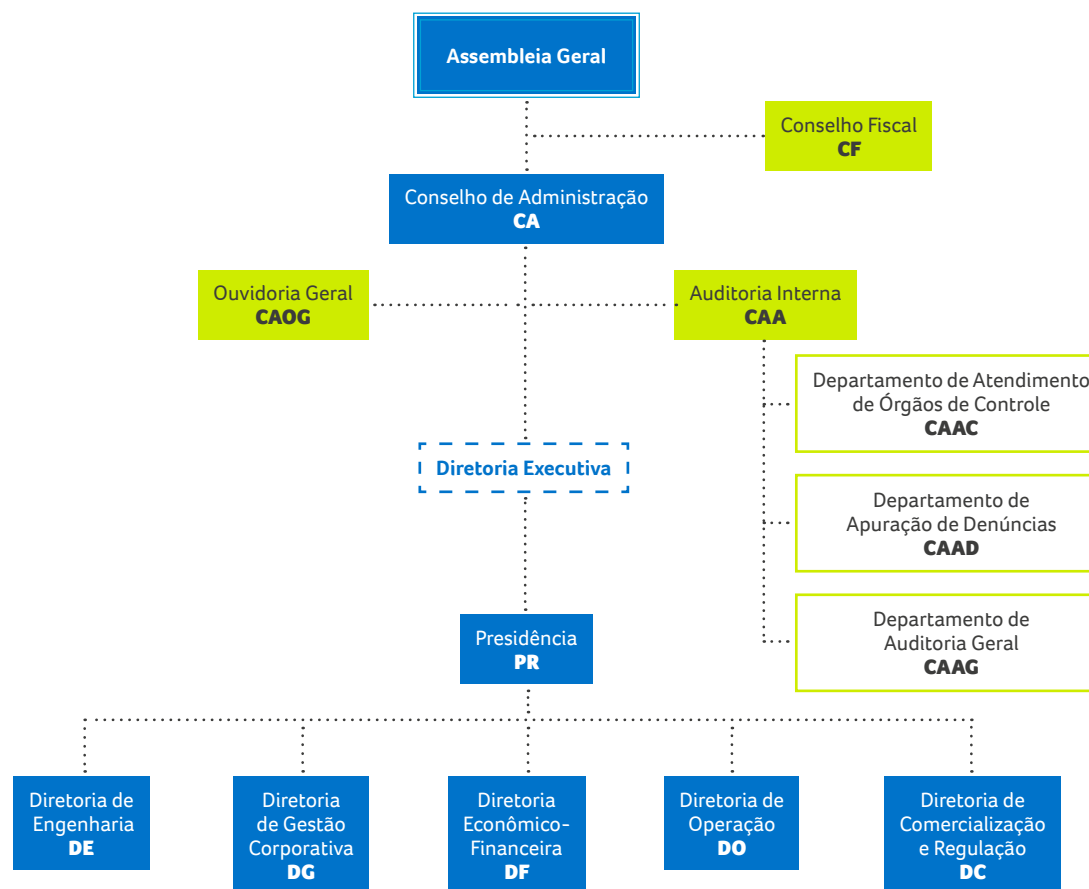 Assembleia Geral
Conselho Fiscal
CF
Conselho de Administração
CA
Ouvidoria Geral
CAOG
Auditoria Interna
CAA
Departamento de Atendimento
de Órgãos de Controle
CAAC
Diretoria Executiva
Departamento de
Apuração de Denúncias
CAAD
Departamento de
Auditoria Geral
CAAG
Presidência
PR
Diretoria de
Engenharia
DE
Diretoria
de Gestão
Corporativa
DG
Diretoria
Econômico-
Financeira
DF
Diretoria de
Operação
DO
Diretoria de
Comercialização
e Regulação
DC